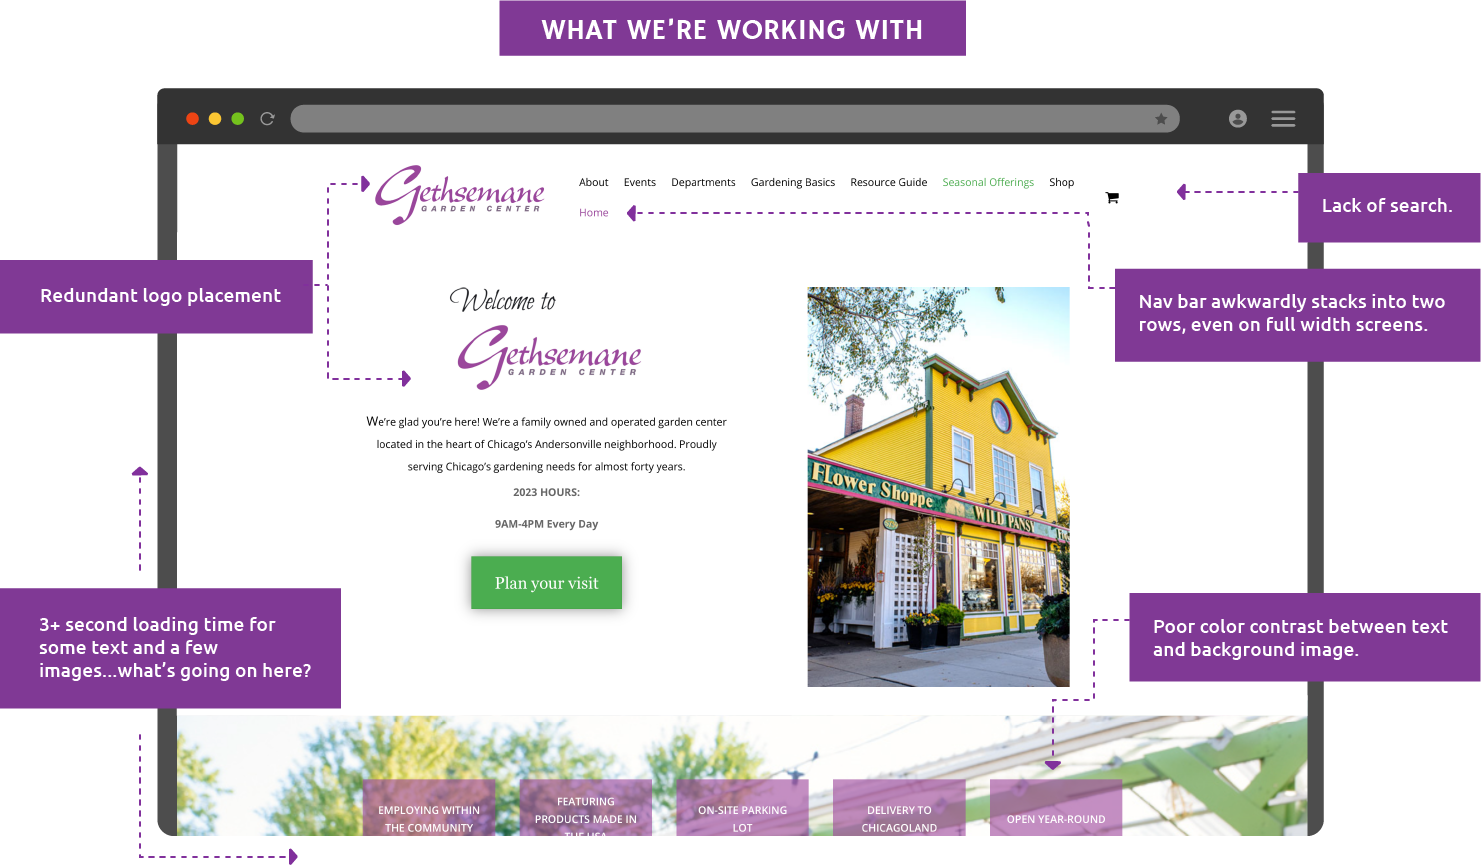 WHAT WE’RE WORKING WITH
Gethsemane
GARDEN CENTER
About Events Departments Gardening Basics Resource Guide Seasonal Offerings Shop
Home
Lack of search.
Redundant logo placement
Nav bar awkwardly stacks into two
rows, even on full width screens.
Welcome to
Gethsemane
GARDEN CENTER
We’re glad you’re here! We’re a family owned and operated garden center
located in the heart of Chicago’s Andersonville neighborhood. Proudly
serving Chicago’s gardening needs for almost forty years.
2023 HOURS:
9AM-4PM Every Day
Plan your visit
Flower Shoppe
WILD PANSY
3+ second loading time for
some text and a few
images...what’s going on here?
Poor color contrast between text
and background image.
EMPLOYING WITHIN
THE COMMUNITY
FEATURING
PRODUCTS MADE IN
THE USA
ON-SITE PARKING
LOT
DELIVERY TO
CHICAGOLAND
OPEN YEAR-ROUND